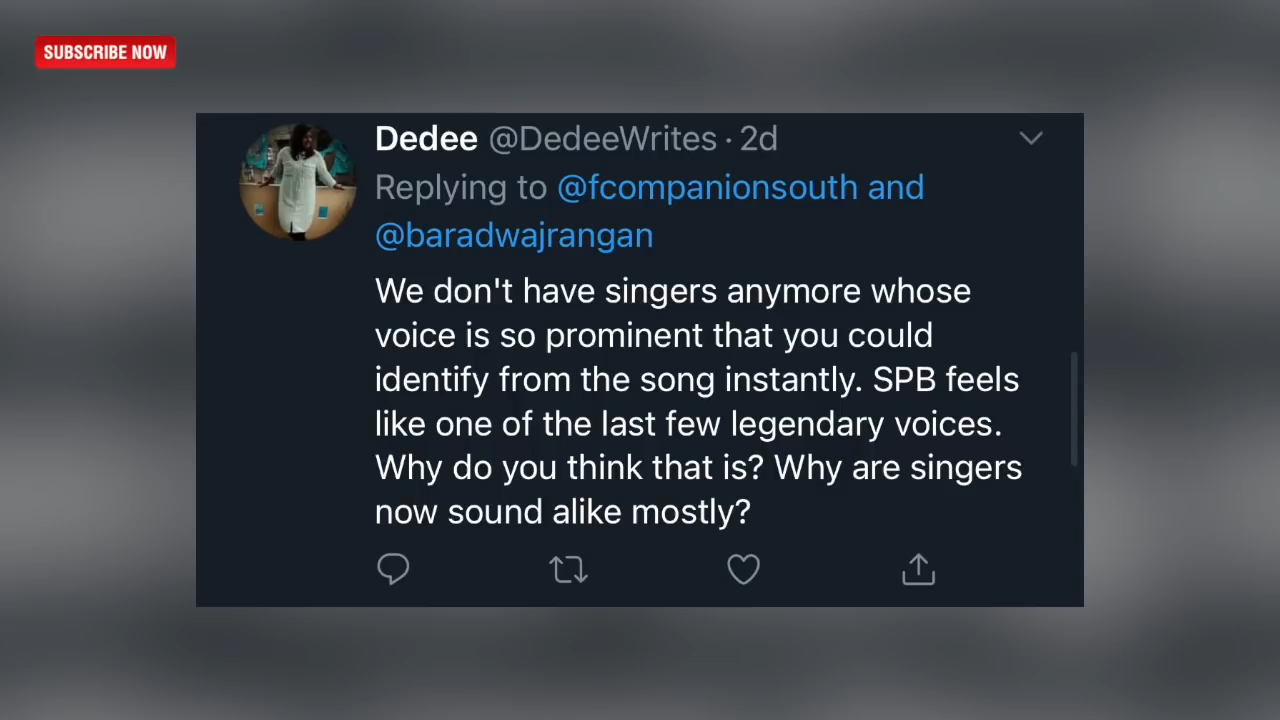 SUBSCRIBE NOW
Dedee @DedeeWrites · 2d
Replying to @fcompanionsouth and
@baradwajrangan
We don't have singers anymore whose
voice is so prominent that you could
identify from the song instantly. SPB feels
like one of the last few legendary voices.
Why do you think that is? Why are singers
now sound alike mostly?